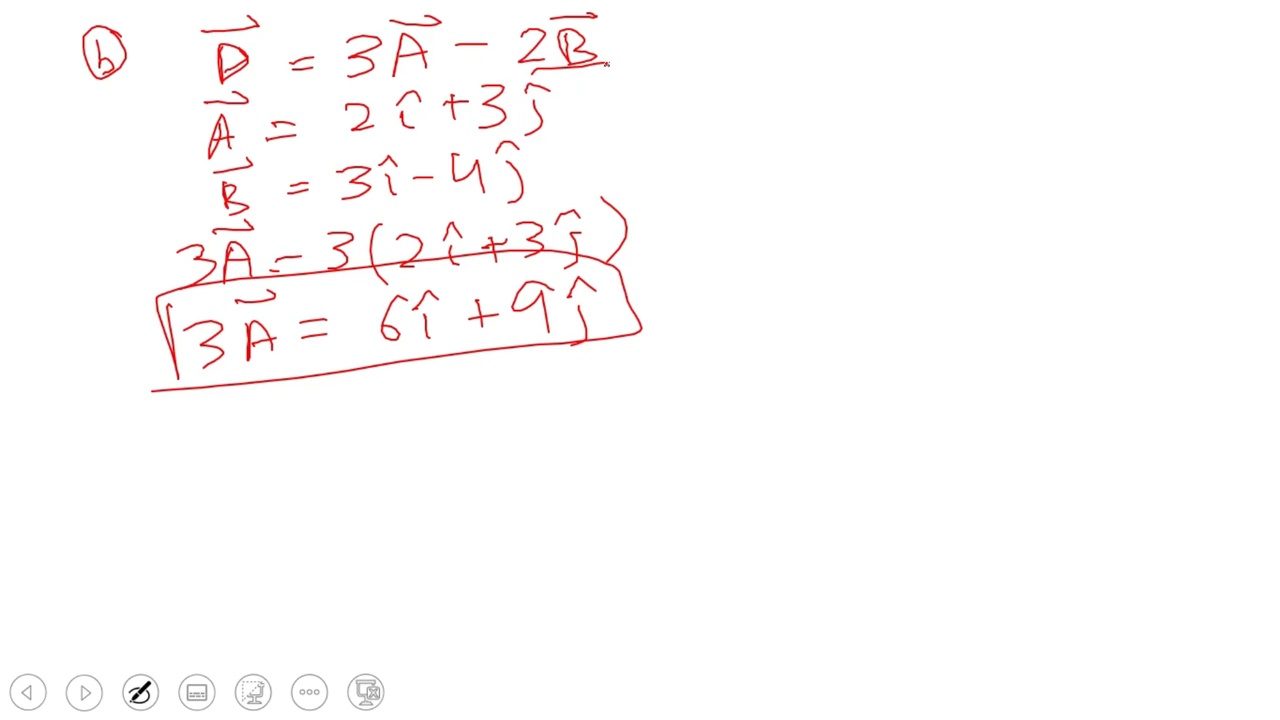 ⓑ D⃗ = 3A⃗ − 2B⃗
A⃗ = 2î + 3ĵ
B⃗ = 3î − 4ĵ
3A⃗ = 3(2î + 3ĵ)
3A⃗ = 6î + 9ĵ